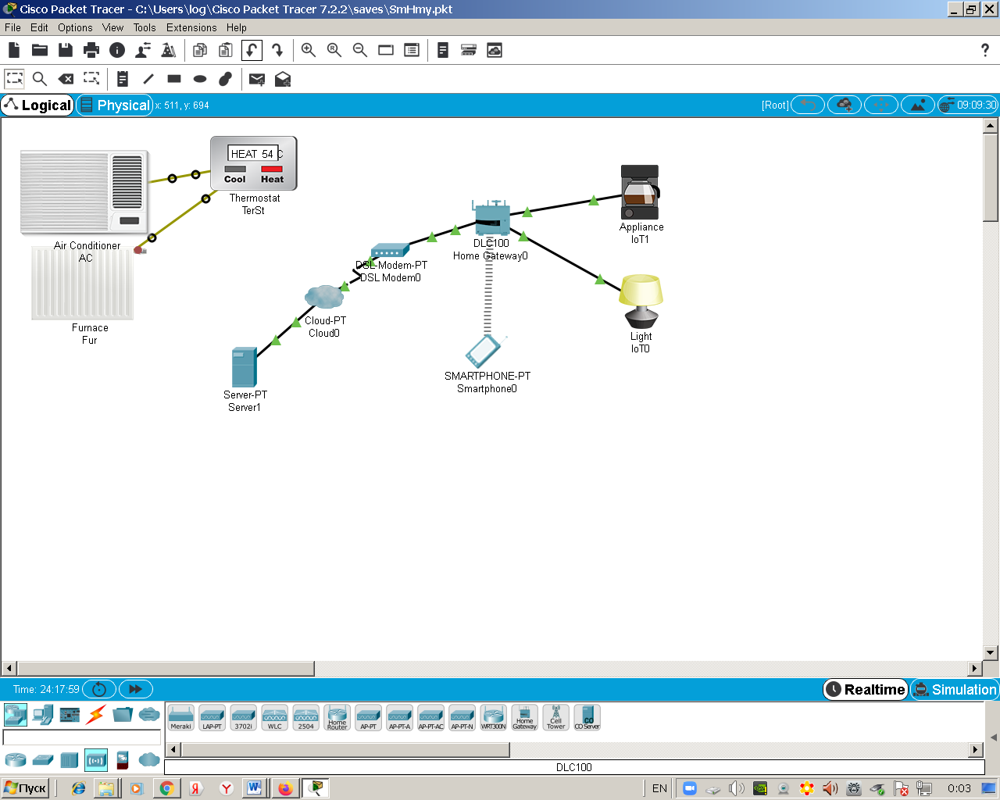 Cisco Packet Tracer - C:\Users\log\Cisco Packet Tracer 7.2.2\saves\SmHmy.pkt
File Edit Options View Tools Extensions Help
Logical Physical x: 511, y: 694 [Root] 09:09:30
HEAT 54 C
Cool Heat
Thermostat
TerSt
Air Conditioner
AC
Furnace
Fur
Appliance
IoT1
DLC100
Home Gateway0
DSL-Modem-PT
DSL Modem0
Cloud-PT
Cloud0
Light
IoT0
SMARTPHONE-PT
Smartphone0
Server-PT
Server1
Time: 24:17:59 Realtime Simulation
Meraki LAP-PT 3702i WLC 2504 Home Router AP-PT AP-PT-A AP-PT-AC AP-PT-N WRT300N Home Gateway Cell Tower CO Server
DLC100
Пуск EN 0:03